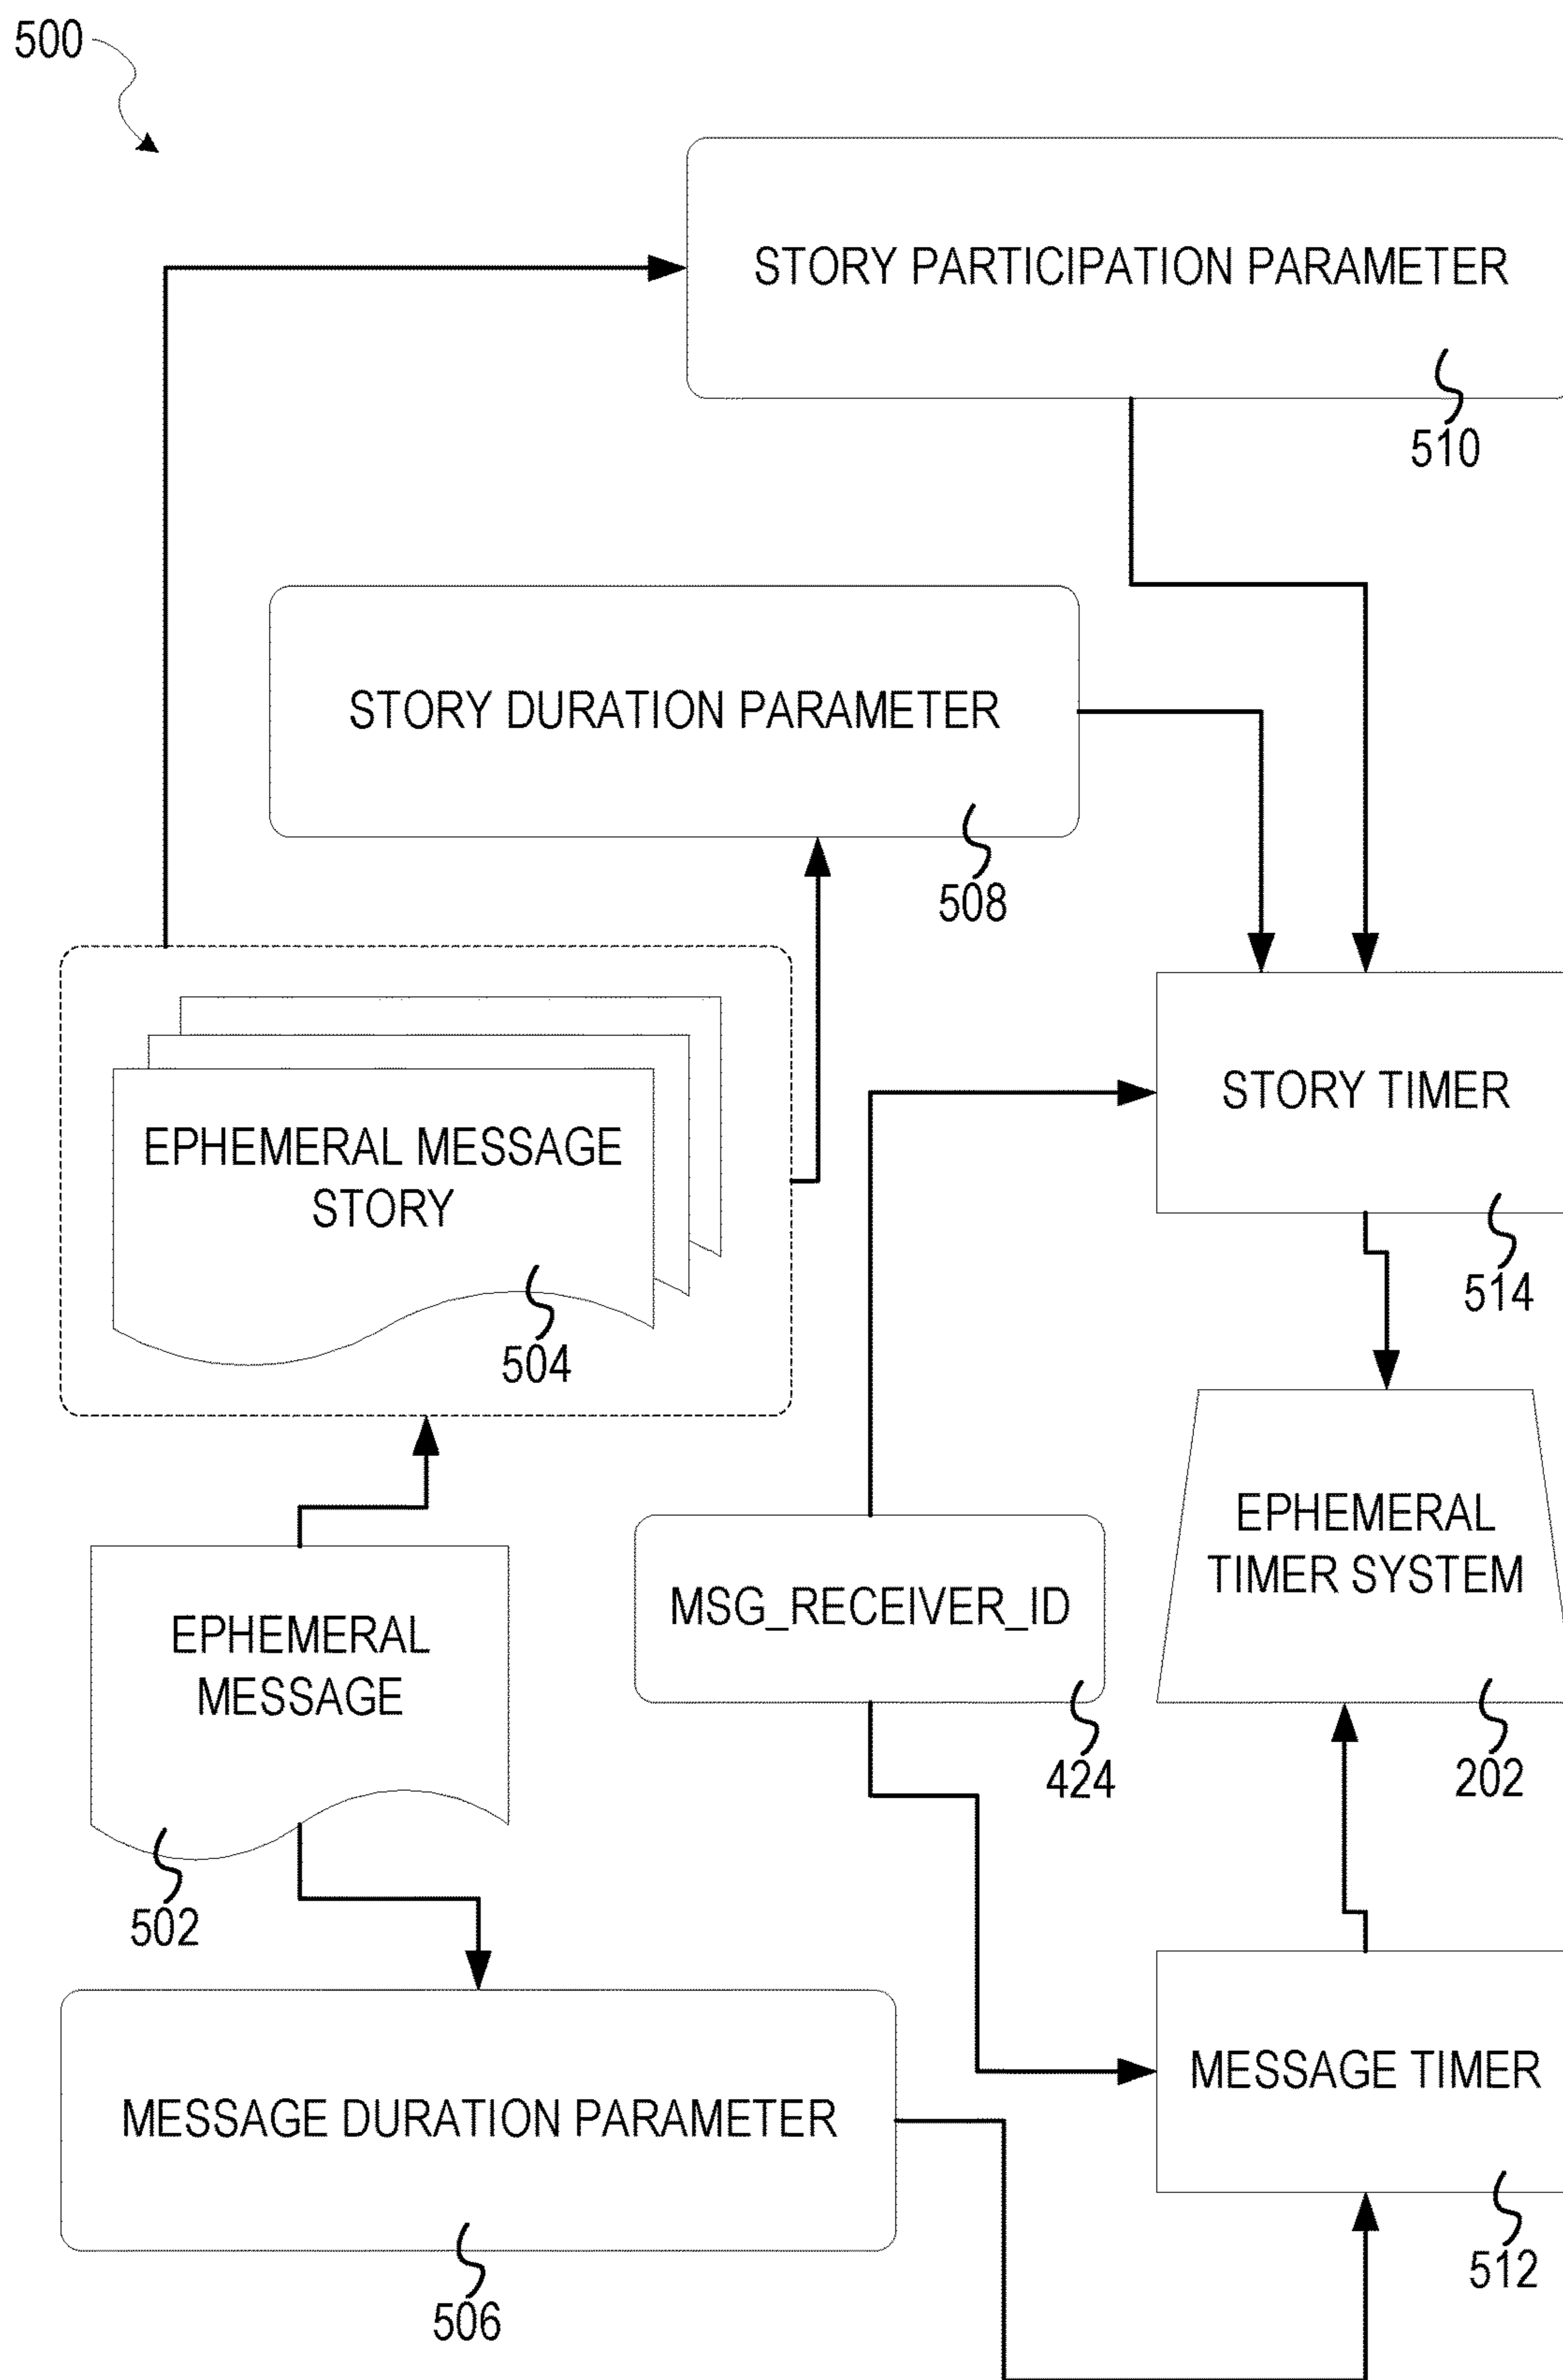 500
STORY PARTICIPATION PARAMETER
510
STORY DURATION PARAMETER
508
EPHEMERAL MESSAGE
STORY
504
STORY TIMER
514
EPHEMERAL
TIMER SYSTEM
202
MSG_RECEIVER_ID
424
EPHEMERAL
MESSAGE
502
MESSAGE TIMER
512
MESSAGE DURATION PARAMETER
506